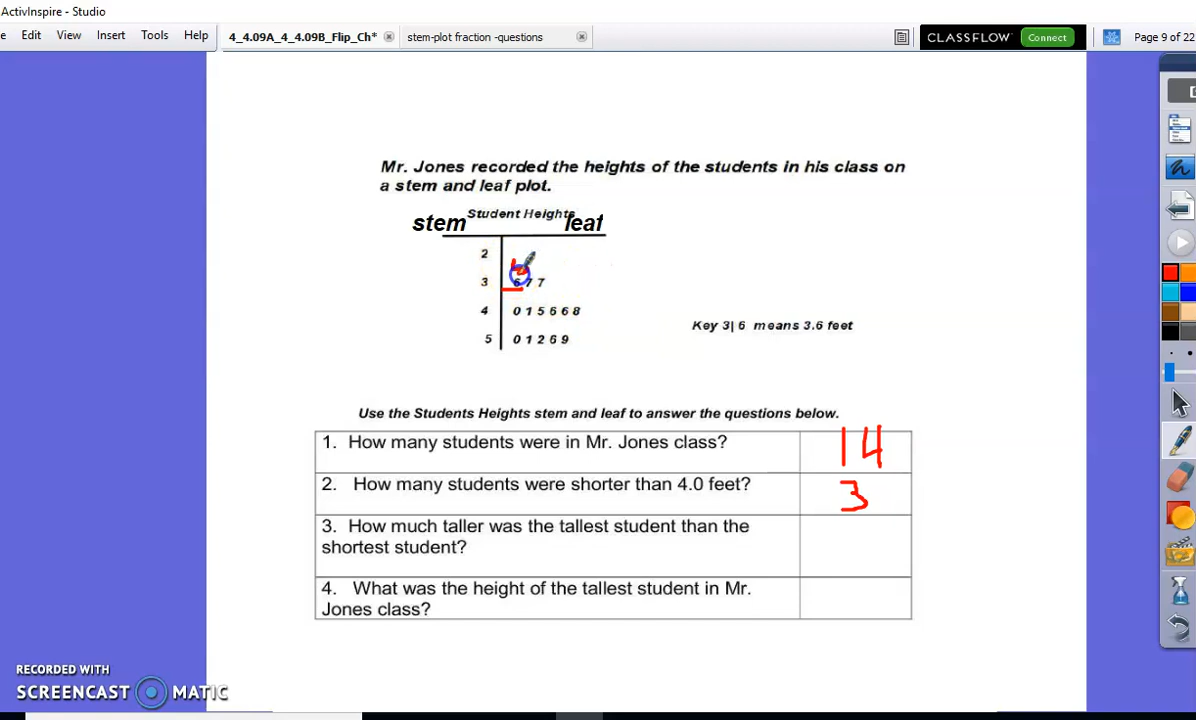 ActivInspire - Studio
e Edit View Insert Tools Help
4_4.09A_4_4.09B_Flip_Ch*
stem-plot fraction -questions
CLASSFLOW Connect
Page 9 of 22
Mr. Jones recorded the heights of the students in his class on
a stem and leaf plot.
Student Heights
stem leaf
2
3 6 7 7
4 0 1 5 6 6 8
5 0 1 2 6 9
Key 3| 6 means 3.6 feet
Use the Students Heights stem and leaf to answer the questions below.
1. How many students were in Mr. Jones class? 14
2. How many students were shorter than 4.0 feet? 3
3. How much taller was the tallest student than the
shortest student?
4. What was the height of the tallest student in Mr.
Jones class?
RECORDED WITH
SCREENCAST MATIC